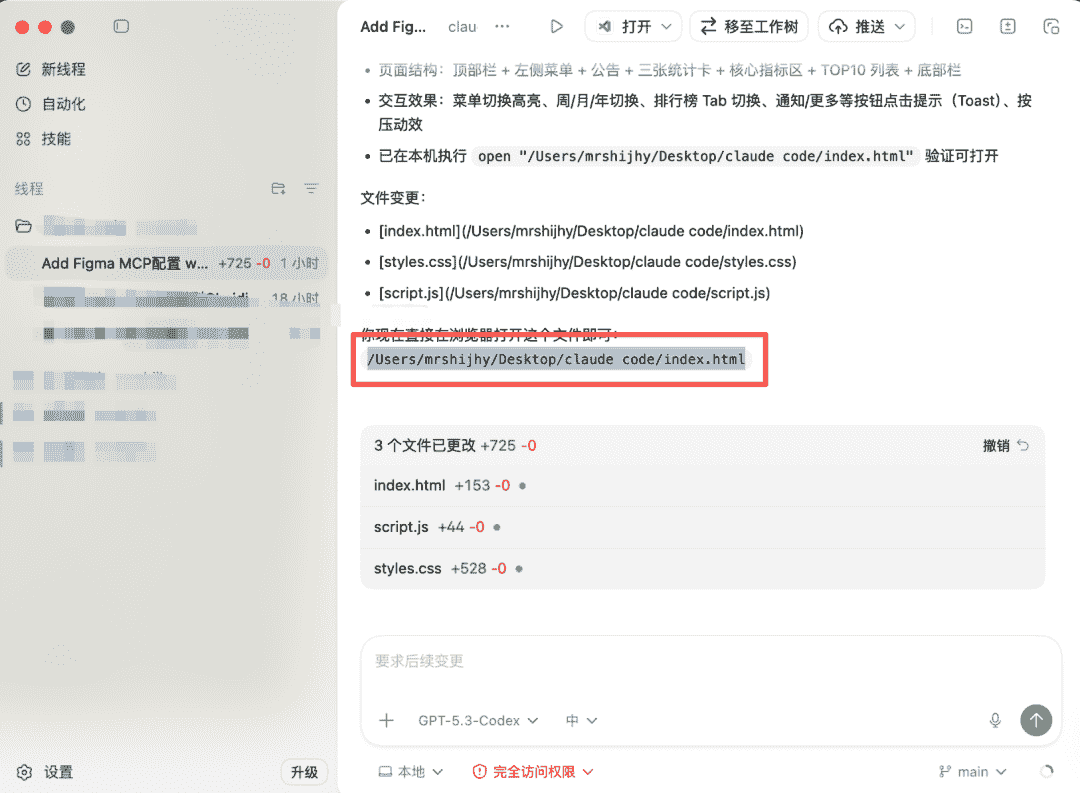 Add Fig... clau ... 打开 移至工作树 推送
新线程
自动化
技能
线程
Add Figma MCP配置 w... +725 -0 1 小时
18 小时
设置 升级
• 页面结构：顶部栏 + 左侧菜单 + 公告 + 三张统计卡 + 核心指标区 + TOP10 列表 + 底部栏
• 交互效果：菜单切换高亮、周/月/年切换、排行榜 Tab 切换、通知/更多等按钮点击提示（Toast）、按
压动效
• 已在本机执行 open "/Users/mrshijhy/Desktop/claude code/index.html" 验证可打开
文件变更：
• [index.html](/Users/mrshijhy/Desktop/claude code/index.html)
• [styles.css](/Users/mrshijhy/Desktop/claude code/styles.css)
• [script.js](/Users/mrshijhy/Desktop/claude code/script.js)
你现在直接在浏览器打开这个文件即可：
/Users/mrshijhy/Desktop/claude code/index.html
3 个文件已更改 +725 -0 撤销
index.html +153 -0
script.js +44 -0
styles.css +528 -0
要求后续变更
GPT-5.3-Codex 中
本地 完全访问权限 main